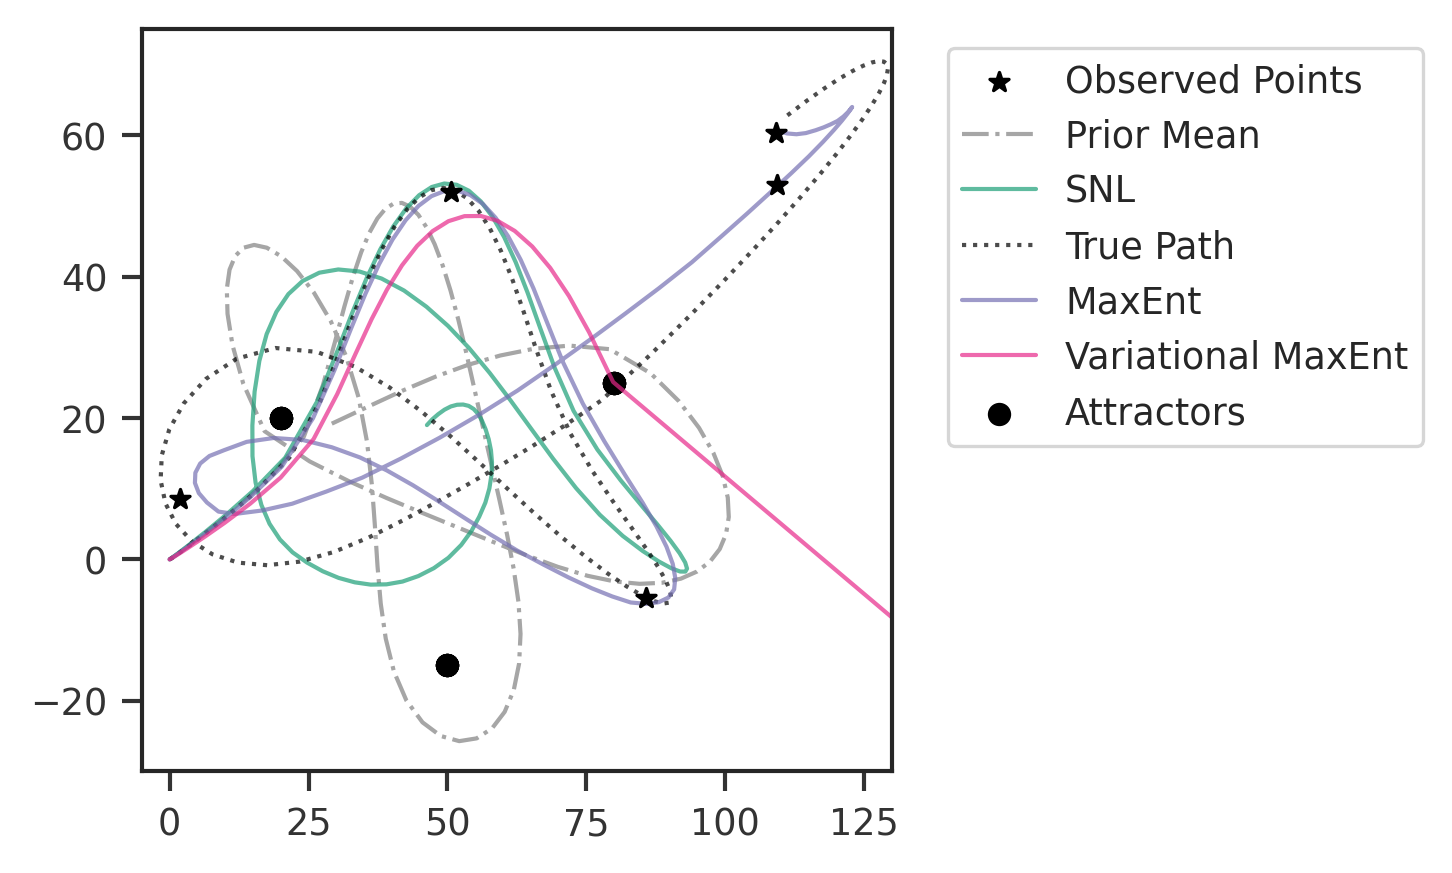 60
40
20
0
−20
0 25 50 75 100 125
Observed Points
Prior Mean
SNL
True Path
MaxEnt
Variational MaxEnt
Attractors